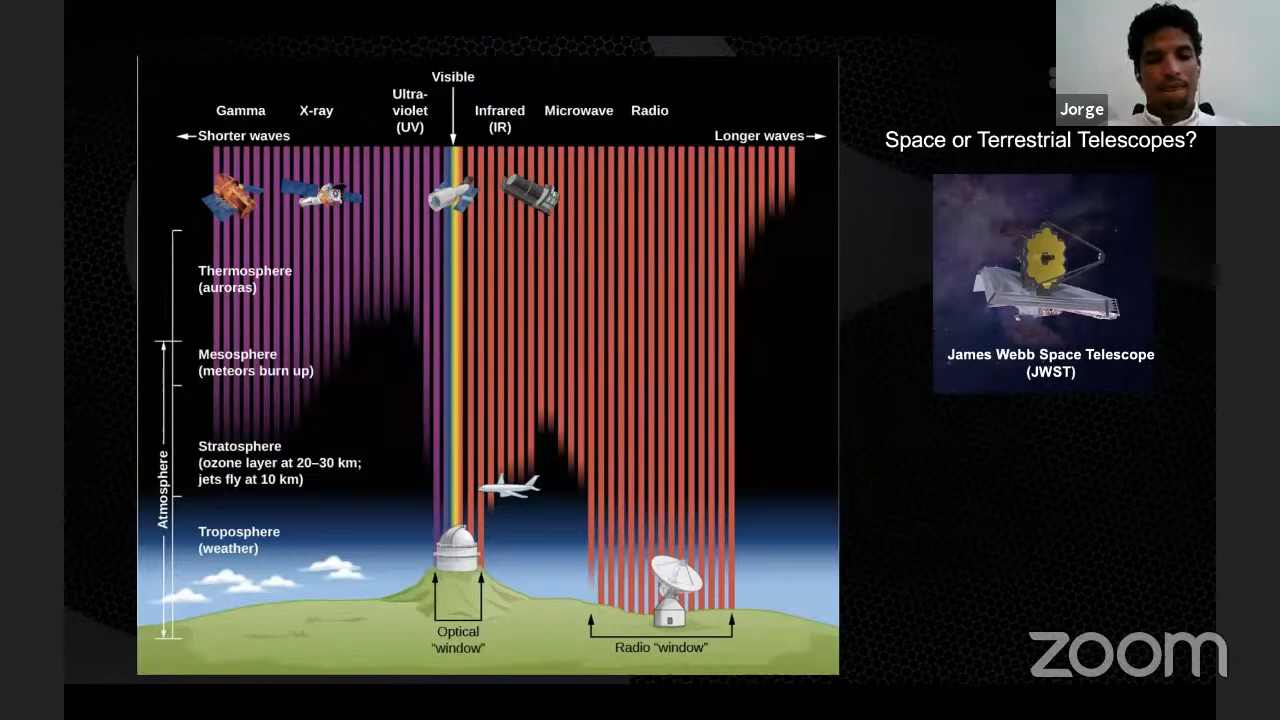 Visible
Ultra-
violet
(UV)
Gamma
X-ray
Infrared
(IR)
Microwave
Radio
Shorter waves
Longer waves
Thermosphere
(auroras)
Mesosphere
(meteors burn up)
Stratosphere
(ozone layer at 20–30 km;
jets fly at 10 km)
Atmosphere
Troposphere
(weather)
Optical
“window”
Radio “window”
Jorge
Space or Terrestrial Telescopes?
James Webb Space Telescope
(JWST)
zoom